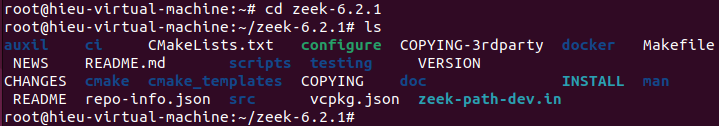 root@hieu-virtual-machine:~# cd zeek-6.2.1
root@hieu-virtual-machine:~/zeek-6.2.1# ls
auxil ci CMakeLists.txt configure COPYING-3rdparty docker Makefile
NEWS README.md scripts testing VERSION
CHANGES cmake cmake_templates COPYING doc INSTALL man
README repo-info.json src vcpkg.json zeek-path-dev.in
root@hieu-virtual-machine:~/zeek-6.2.1#